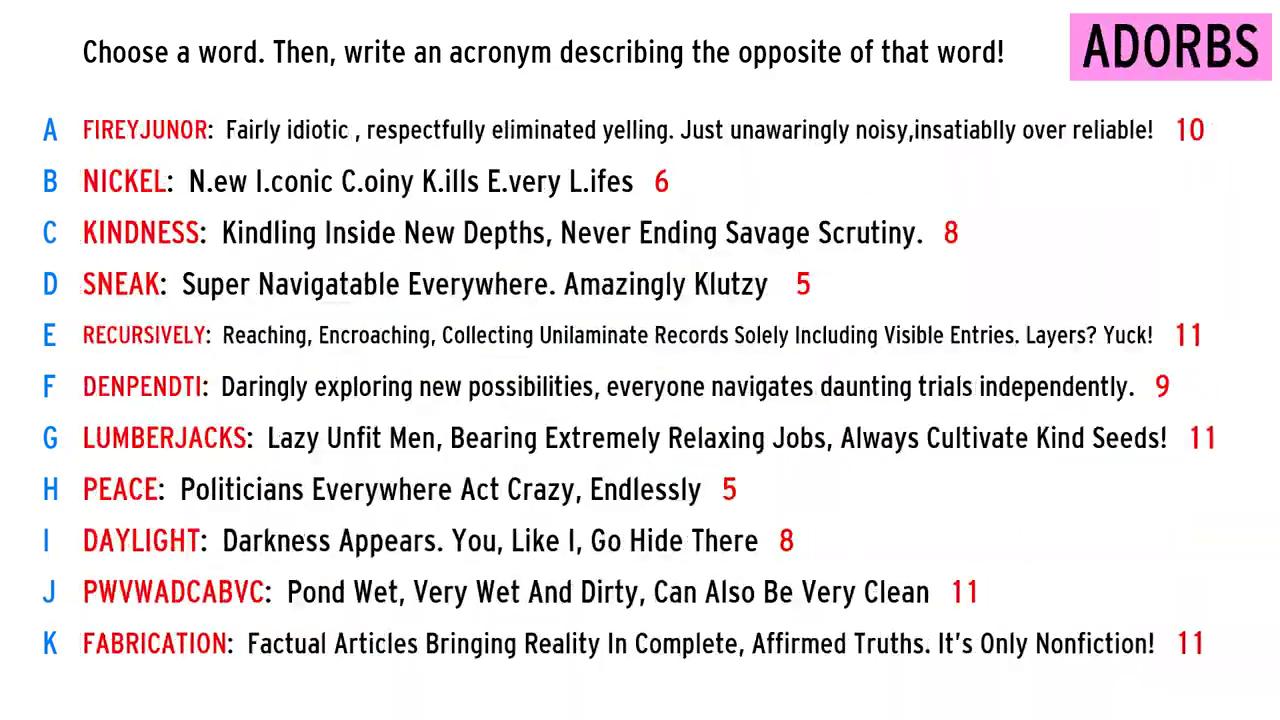 Choose a word. Then, write an acronym describing the opposite of that word!
ADORBS
A FIREYJUNOR: Fairly idiotic , respectfully eliminated yelling. Just unawaringly noisy,insatiablly over reliable! 10
B NICKEL: N.ew I.conic C.oiny K.ills E.very L.ifes 6
C KINDNESS: Kindling Inside New Depths, Never Ending Savage Scrutiny. 8
D SNEAK: Super Navigatable Everywhere. Amazingly Klutzy 5
E RECURSIVELY: Reaching, Encroaching, Collecting Unilaminate Records Solely Including Visible Entries. Layers? Yuck! 11
F DENPENDTI: Daringly exploring new possibilities, everyone navigates daunting trials independently. 9
G LUMBERJACKS: Lazy Unfit Men, Bearing Extremely Relaxing Jobs, Always Cultivate Kind Seeds! 11
H PEACE: Politicians Everywhere Act Crazy, Endlessly 5
I DAYLIGHT: Darkness Appears. You, Like I, Go Hide There 8
J PWVWADCABVC: Pond Wet, Very Wet And Dirty, Can Also Be Very Clean 11
K FABRICATION: Factual Articles Bringing Reality In Complete, Affirmed Truths. It's Only Nonfiction! 11